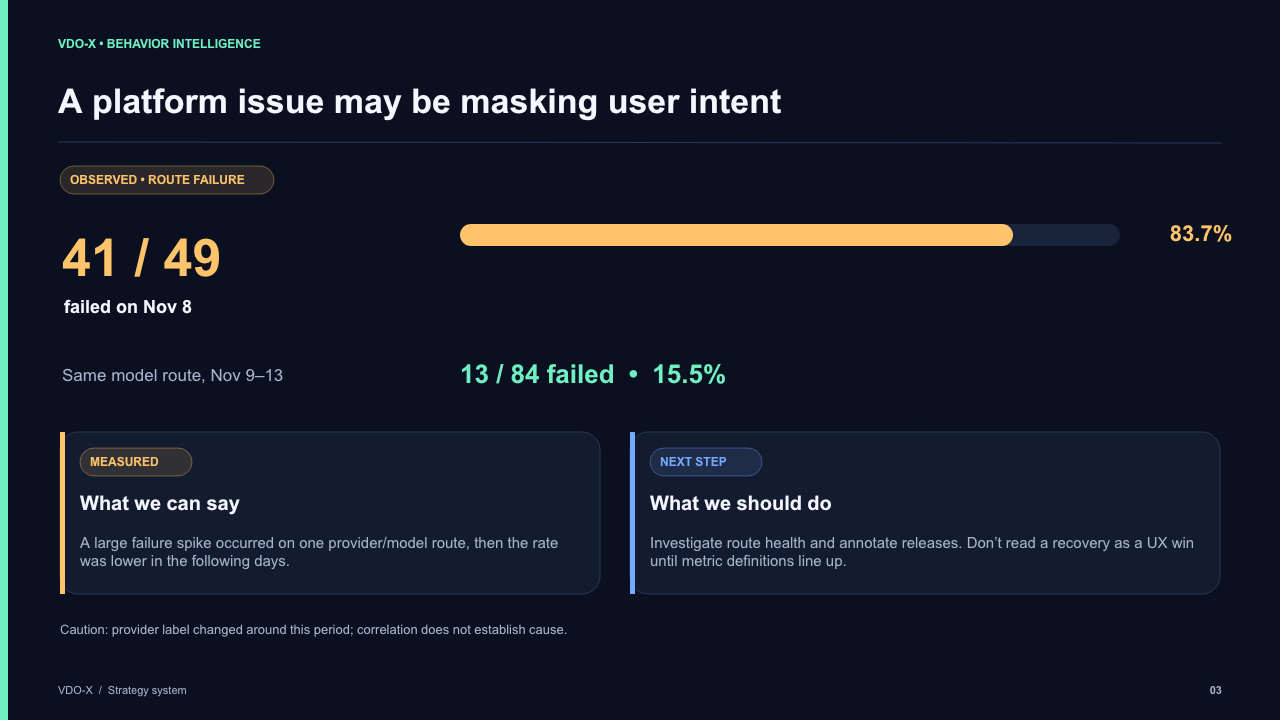 VDO-X • BEHAVIOR INTELLIGENCE
A platform issue may be masking user intent
OBSERVED • ROUTE FAILURE
41 / 49
83.7%
failed on Nov 8
Same model route, Nov 9–13
13 / 84 failed • 15.5%
MEASURED
What we can say
A large failure spike occurred on one provider/model route, then the rate
was lower in the following days.
NEXT STEP
What we should do
Investigate route health and annotate releases. Don’t read a recovery as a UX win
until metric definitions line up.
Caution: provider label changed around this period; correlation does not establish cause.
VDO-X / Strategy system
03